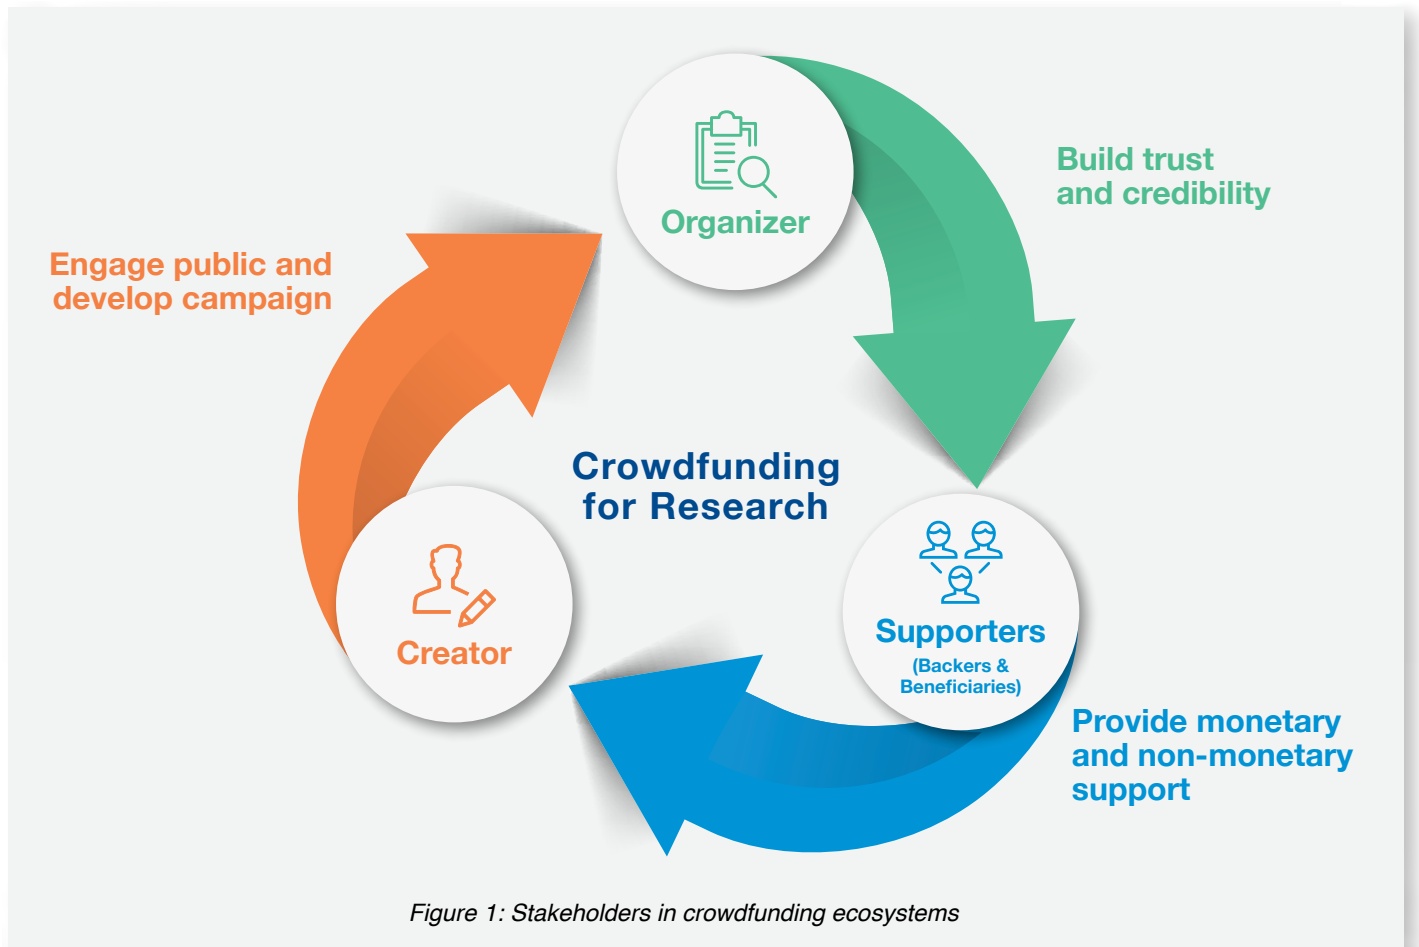 Organizer
Build trust
and credibility
Engage public and
develop campaign
Crowdfunding
for Research
Creator
Supporters
(Backers &
Beneficiaries)
Provide monetary
and non-monetary
support
Figure 1: Stakeholders in crowdfunding ecosystems